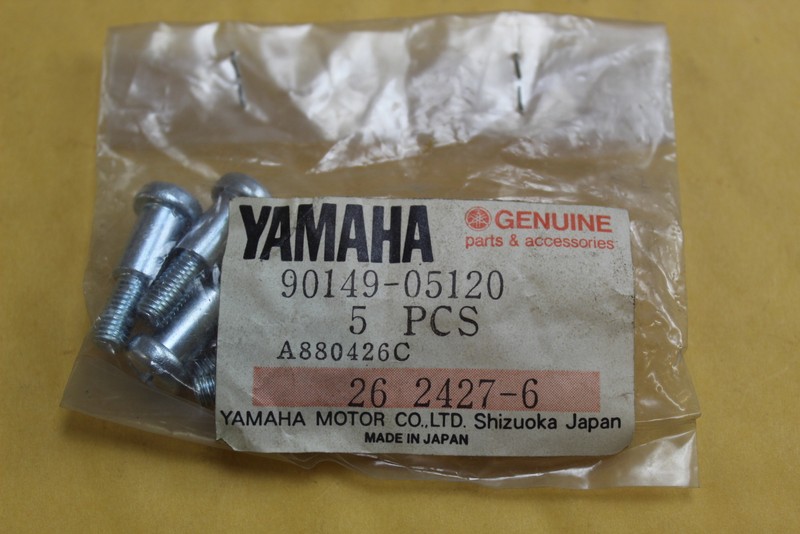 YAMAHA
GENUINE
parts & accessories
90149-05120
5 PCS
A880426C
26 2427-6
YAMAHA MOTOR CO.,LTD. Shizuoka Japan
MADE IN JAPAN